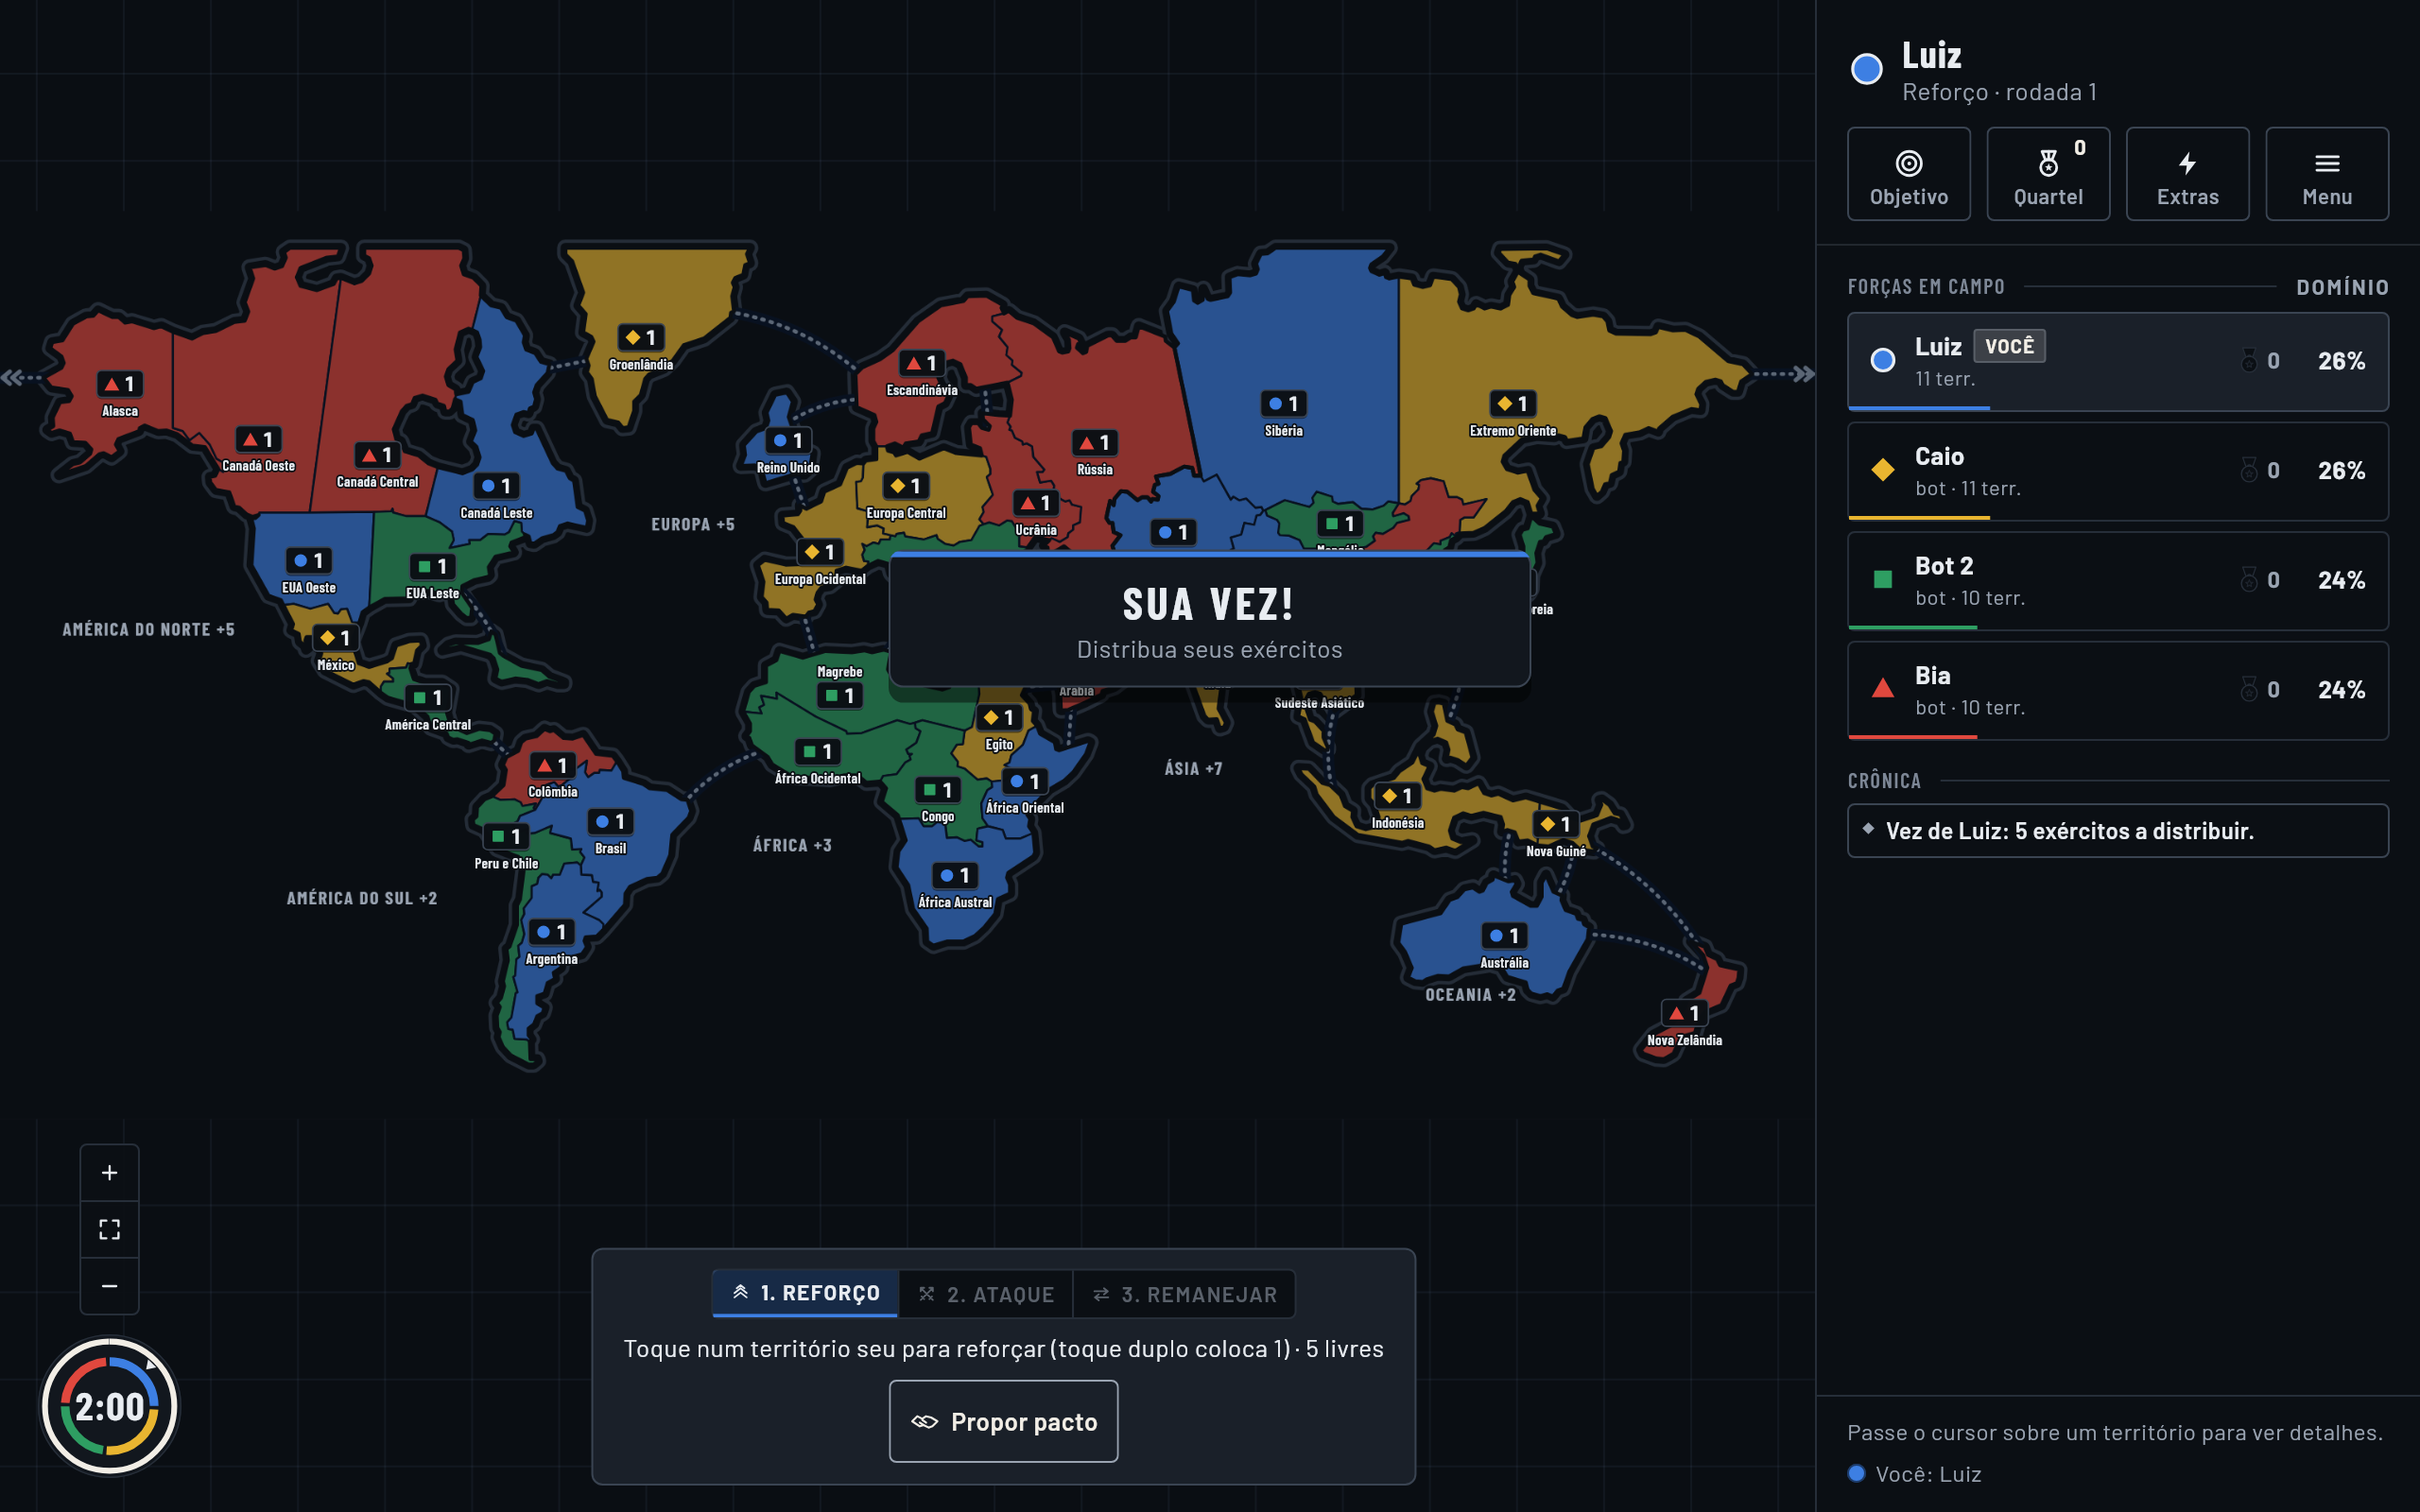 Luiz
Reforço · rodada 1
Objetivo
0
Quartel
Extras
Menu
FORÇAS EM CAMPO
DOMÍNIO
Luiz VOCÊ
11 terr.
0 26%
Caio
bot · 11 terr.
0 26%
Bot 2
bot · 10 terr.
0 24%
Bia
bot · 10 terr.
0 24%
CRÔNICA
Vez de Luiz: 5 exércitos a distribuir.
Passe o cursor sobre um território para ver detalhes.
Você: Luiz
1
Alasca
1
Canadá Oeste
1
Canadá Central
1
Canadá Leste
1
Groenlândia
1
EUA Oeste
1
EUA Leste
1
México
1
América Central
AMÉRICA DO NORTE +5
1
Colômbia
1
Peru e Chile
1
Brasil
1
Argentina
AMÉRICA DO SUL +2
1
Reino Unido
1
Escandinávia
1
Europa Central
1
Europa Ocidental
1
Ucrânia
1
Rússia
EUROPA +5
1
Sibéria
1
Extremo Oriente
1
1
Mongólia
Arábia
Sudeste Asiático
ÁSIA +7
Magrebe
1
1
África Ocidental
1
Egito
1
Congo
1
África Oriental
1
África Austral
ÁFRICA +3
1
Indonésia
1
Nova Guiné
1
Austrália
1
Nova Zelândia
OCEANIA +2
SUA VEZ!
Distribua seus exércitos
+
−
2:00
1. REFORÇO
2. ATAQUE
3. REMANEJAR
Toque num território seu para reforçar (toque duplo coloca 1) · 5 livres
Propor pacto